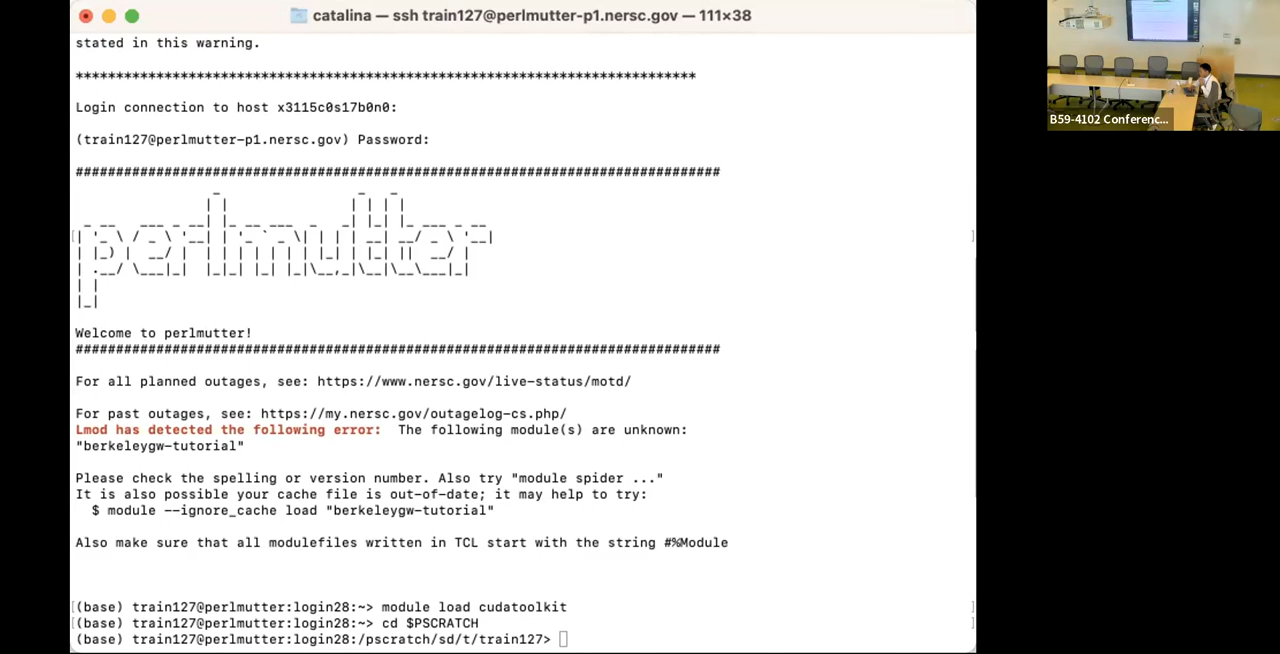 catalina — ssh train127@perlmutter-p1.nersc.gov — 111×38
stated in this warning.
*****************************************************************************
Login connection to host x3115c0s17b0n0:
(train127@perlmutter-p1.nersc.gov) Password:
################################################################################
perlmutter
Welcome to perlmutter!
################################################################################
For all planned outages, see: https://www.nersc.gov/live-status/motd/
For past outages, see: https://my.nersc.gov/outagelog-cs.php/
Lmod has detected the following error:  The following module(s) are unknown:
"berkeleygw-tutorial"
Please check the spelling or version number. Also try "module spider ..."
It is also possible your cache file is out-of-date; it may help to try:
  $ module --ignore_cache load "berkeleygw-tutorial"
Also make sure that all modulefiles written in TCL start with the string #%Module
(base) train127@perlmutter:login28:~> module load cudatoolkit
(base) train127@perlmutter:login28:~> cd $PSCRATCH
(base) train127@perlmutter:login28:/pscratch/sd/t/train127>
B59-4102 Conferenc...